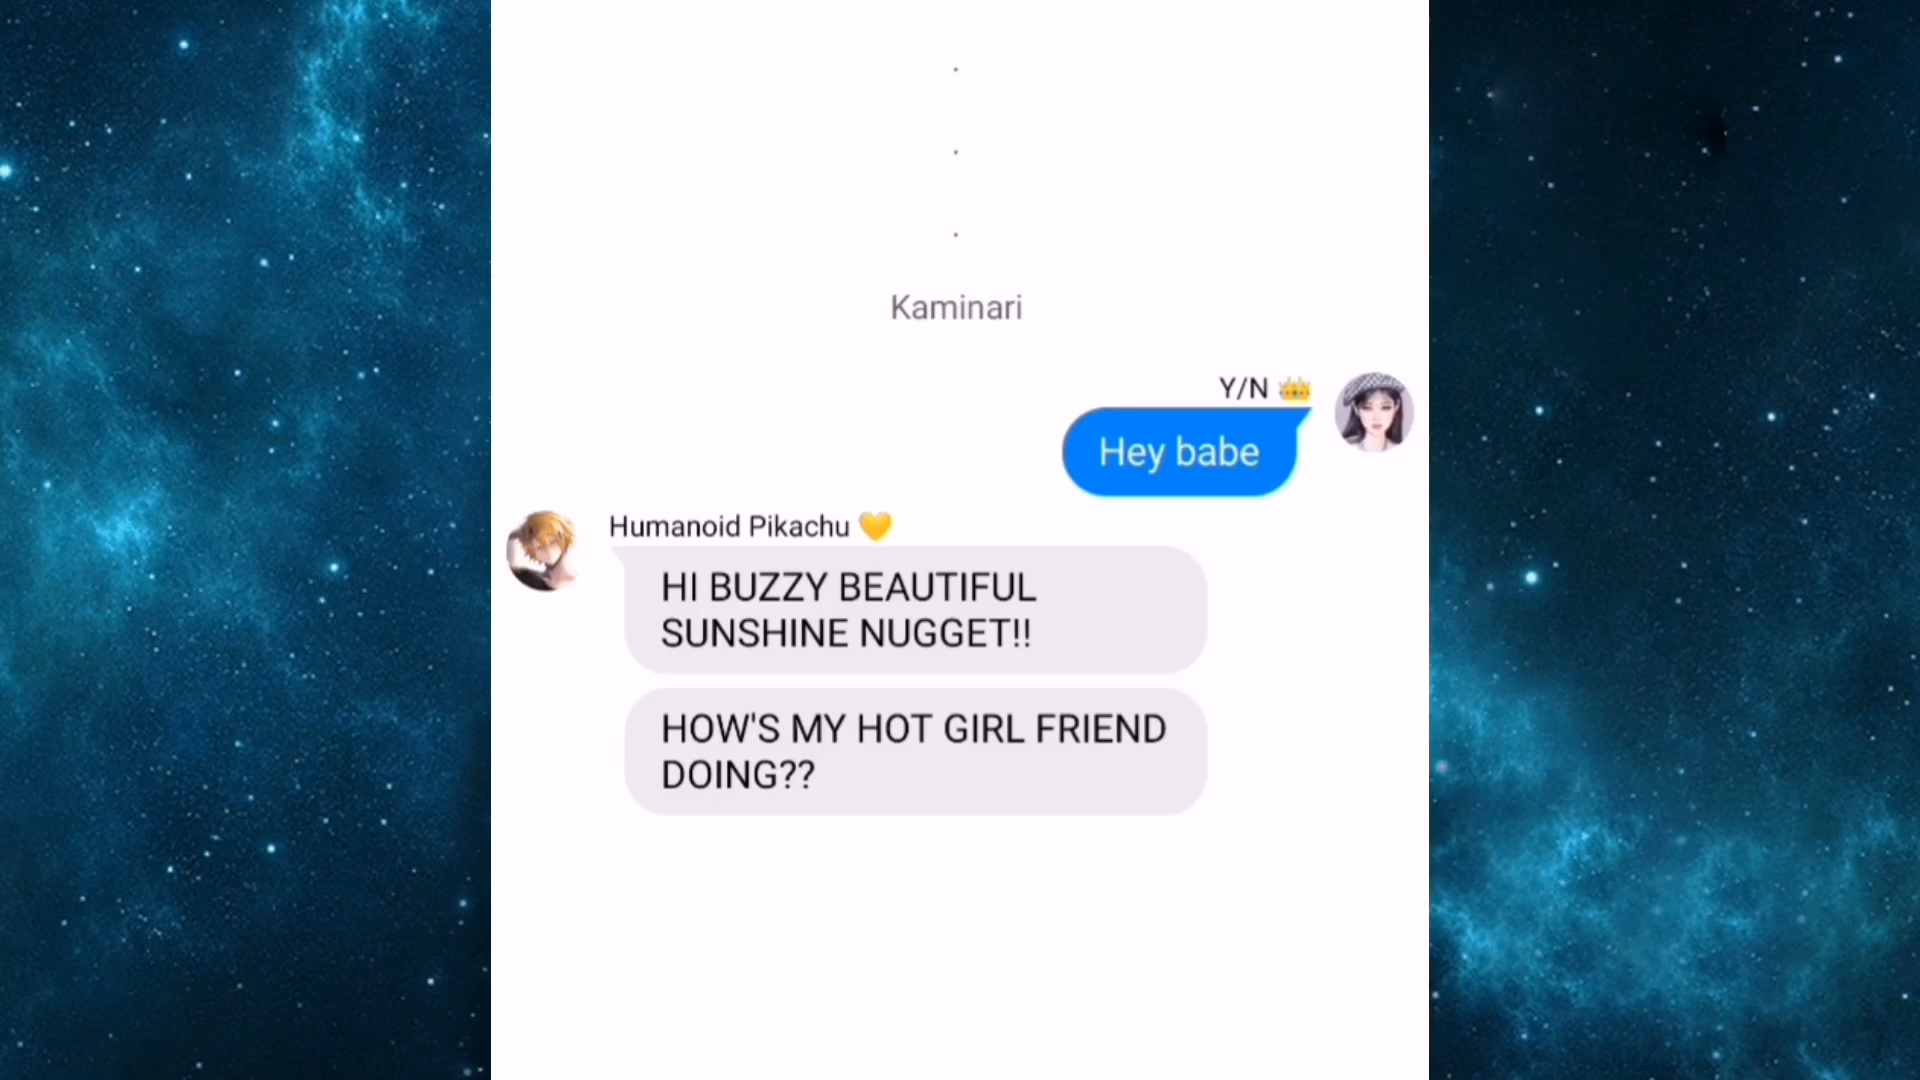 .
.
.
Kaminari
Y/N 👑
Hey babe
Humanoid Pikachu 💛
HI BUZZY BEAUTIFUL
SUNSHINE NUGGET!!
HOW'S MY HOT GIRL FRIEND
DOING??